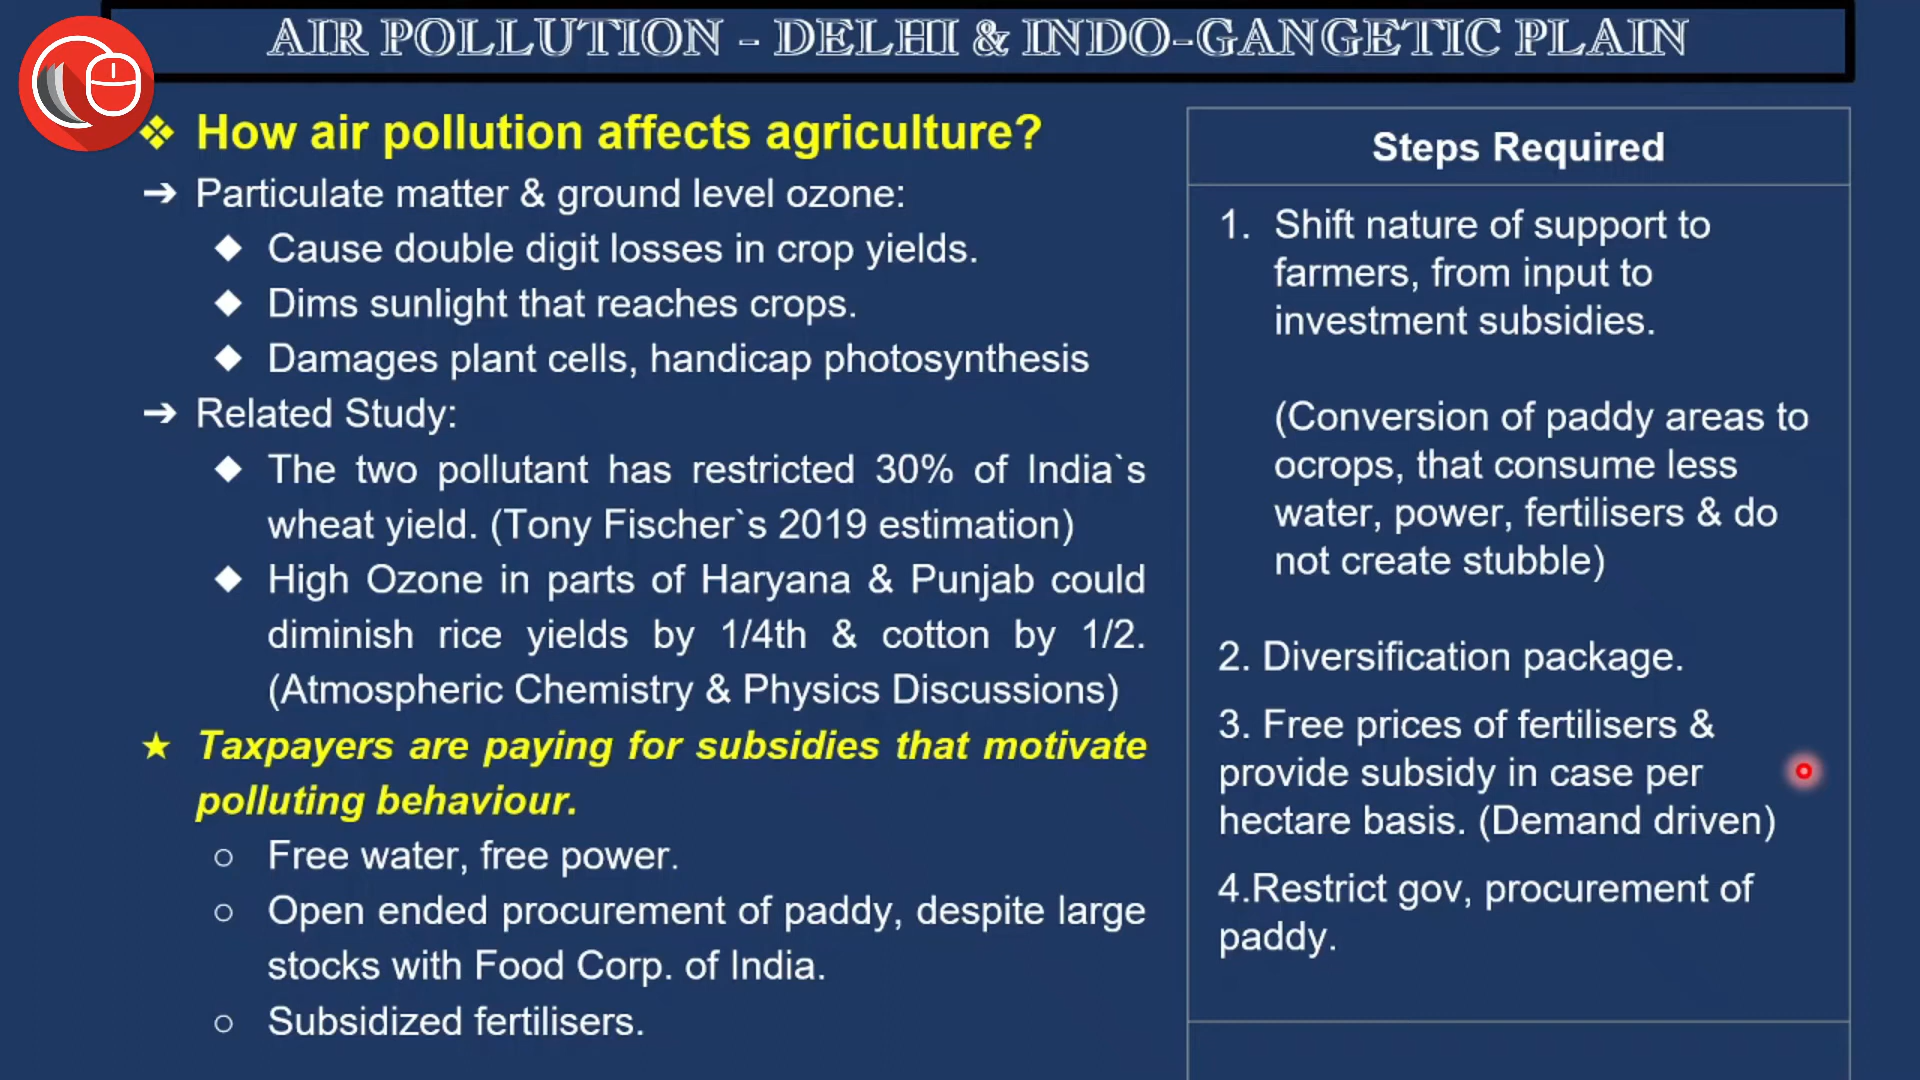 AIR POLLUTION - DELHI & INDO-GANGETIC PLAIN
How air pollution affects agriculture?
Particulate matter & ground level ozone:
Cause double digit losses in crop yields.
Dims sunlight that reaches crops.
Damages plant cells, handicap photosynthesis
Related Study:
The two pollutant has restricted 30% of India`s
wheat yield. (Tony Fischer`s 2019 estimation)
High Ozone in parts of Haryana & Punjab could
diminish rice yields by 1/4th & cotton by 1/2.
(Atmospheric Chemistry & Physics Discussions)
Taxpayers are paying for subsidies that motivate
polluting behaviour.
Free water, free power.
Open ended procurement of paddy, despite large
stocks with Food Corp. of India.
Subsidized fertilisers.
Steps Required
1. Shift nature of support to
farmers, from input to
investment subsidies.
(Conversion of paddy areas to
ocrops, that consume less
water, power, fertilisers & do
not create stubble)
2. Diversification package.
3. Free prices of fertilisers &
provide subsidy in case per
hectare basis. (Demand driven)
4.Restrict gov, procurement of
paddy.